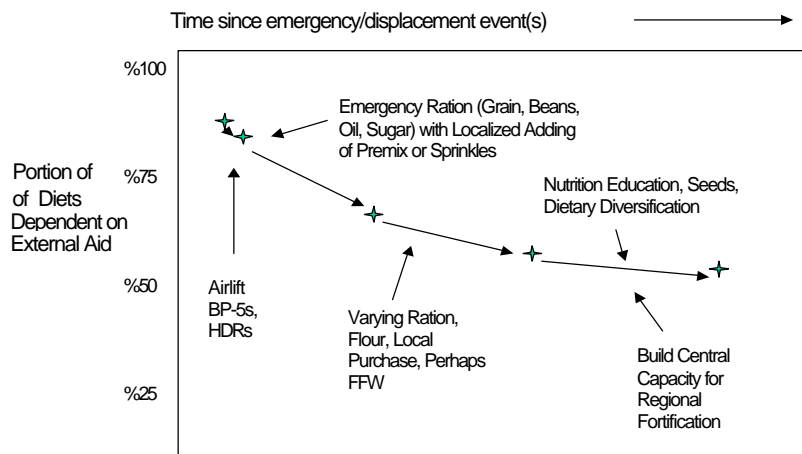 Time since emergency/displacement event(s)
%100
Emergency Ration (Grain, Beans,
Oil, Sugar) with Localized Adding
of Premix or Sprinkles
Portion of
of Diets
Dependent on
External Aid
%75
Nutrition Education, Seeds,
Dietary Diversification
%50
Airlift
BP-5s,
HDRs
Varying Ration,
Flour, Local
Purchase, Perhaps
FFW
Build Central
Capacity for
Regional
Fortification
%25